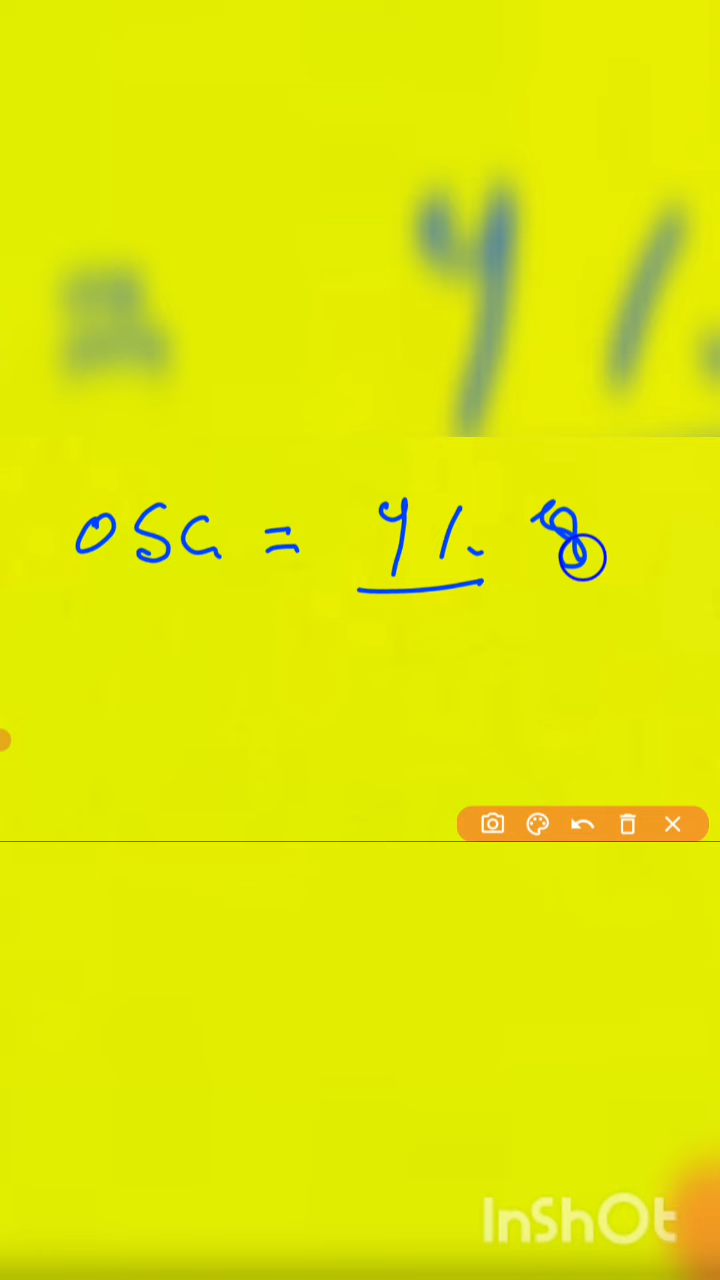 = y /.
OSG = y /. 8
InShOt